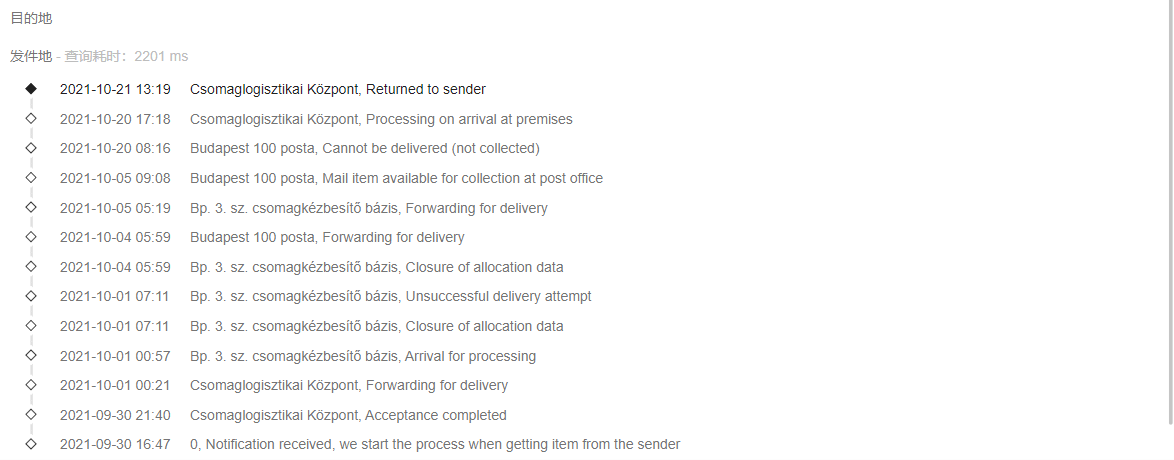 目的地
发件地 - 查询耗时：2201 ms
2021-10-21 13:19 Csomaglogisztikai Központ, Returned to sender
2021-10-20 17:18 Csomaglogisztikai Központ, Processing on arrival at premises
2021-10-20 08:16 Budapest 100 posta, Cannot be delivered (not collected)
2021-10-05 09:08 Budapest 100 posta, Mail item available for collection at post office
2021-10-05 05:19 Bp. 3. sz. csomagkézbesítő bázis, Forwarding for delivery
2021-10-04 05:59 Budapest 100 posta, Forwarding for delivery
2021-10-04 05:59 Bp. 3. sz. csomagkézbesítő bázis, Closure of allocation data
2021-10-01 07:11 Bp. 3. sz. csomagkézbesítő bázis, Unsuccessful delivery attempt
2021-10-01 07:11 Bp. 3. sz. csomagkézbesítő bázis, Closure of allocation data
2021-10-01 00:57 Bp. 3. sz. csomagkézbesítő bázis, Arrival for processing
2021-10-01 00:21 Csomaglogisztikai Központ, Forwarding for delivery
2021-09-30 21:40 Csomaglogisztikai Központ, Acceptance completed
2021-09-30 16:47 0, Notification received, we start the process when getting item from the sender